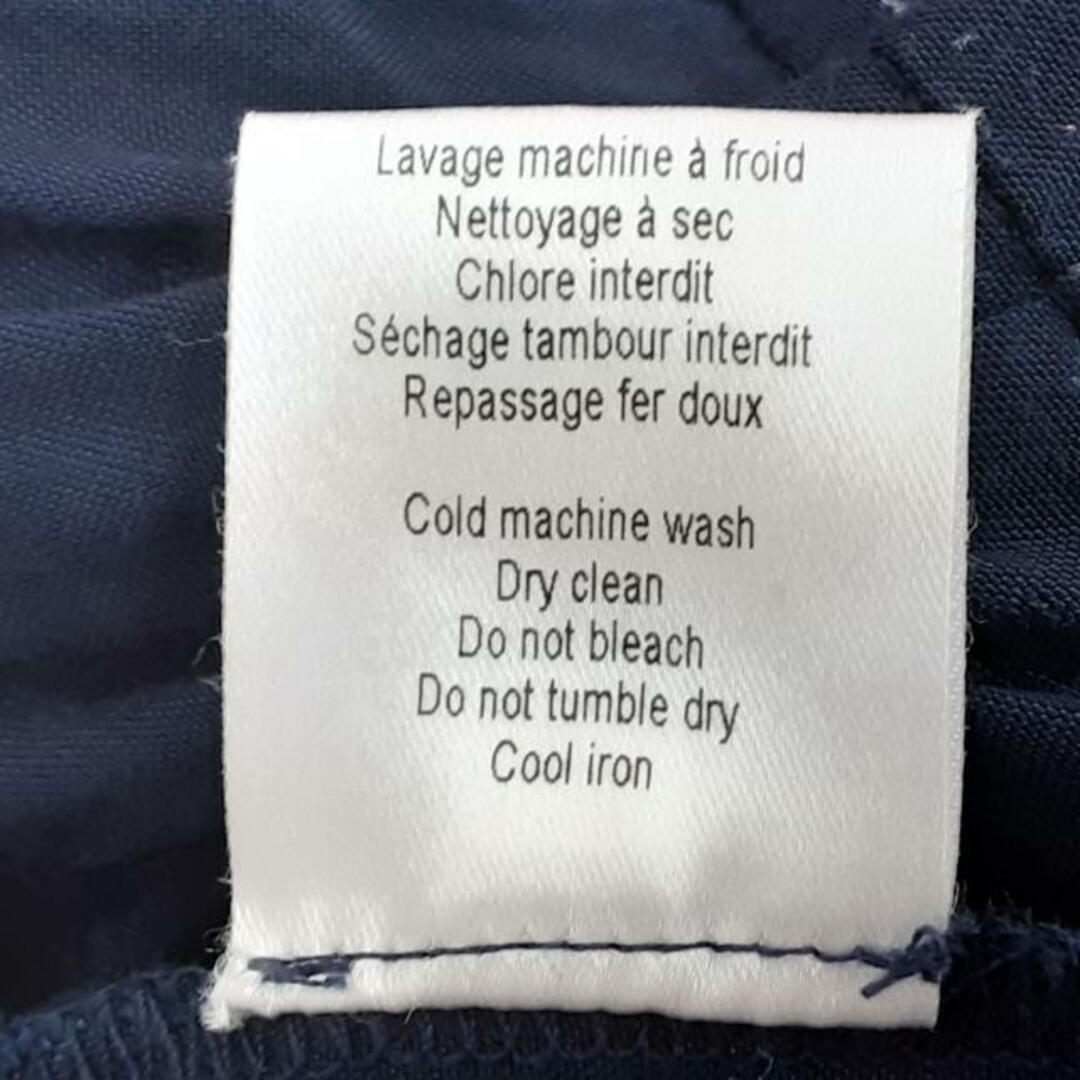 Lavage machine à froid
Nettoyage à sec
Chlore interdit
Séchage tambour interdit
Repassage fer doux
Cold machine wash
Dry clean
Do not bleach
Do not tumble dry
Cool iron